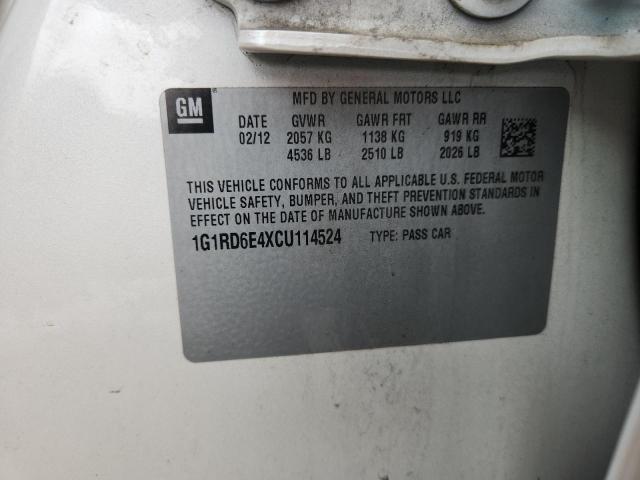 GM
MFD BY GENERAL MOTORS LLC
DATE GVWR GAWR FRT GAWR RR
02/12 2057 KG 1138 KG 919 KG
4536 LB 2510 LB 2026 LB
THIS VEHICLE CONFORMS TO ALL APPLICABLE U.S. FEDERAL MOTOR
VEHICLE SAFETY, BUMPER, AND THEFT PREVENTION STANDARDS IN
EFFECT ON THE DATE OF MANUFACTURE SHOWN ABOVE.
1G1RD6E4XCU114524 TYPE: PASS CAR